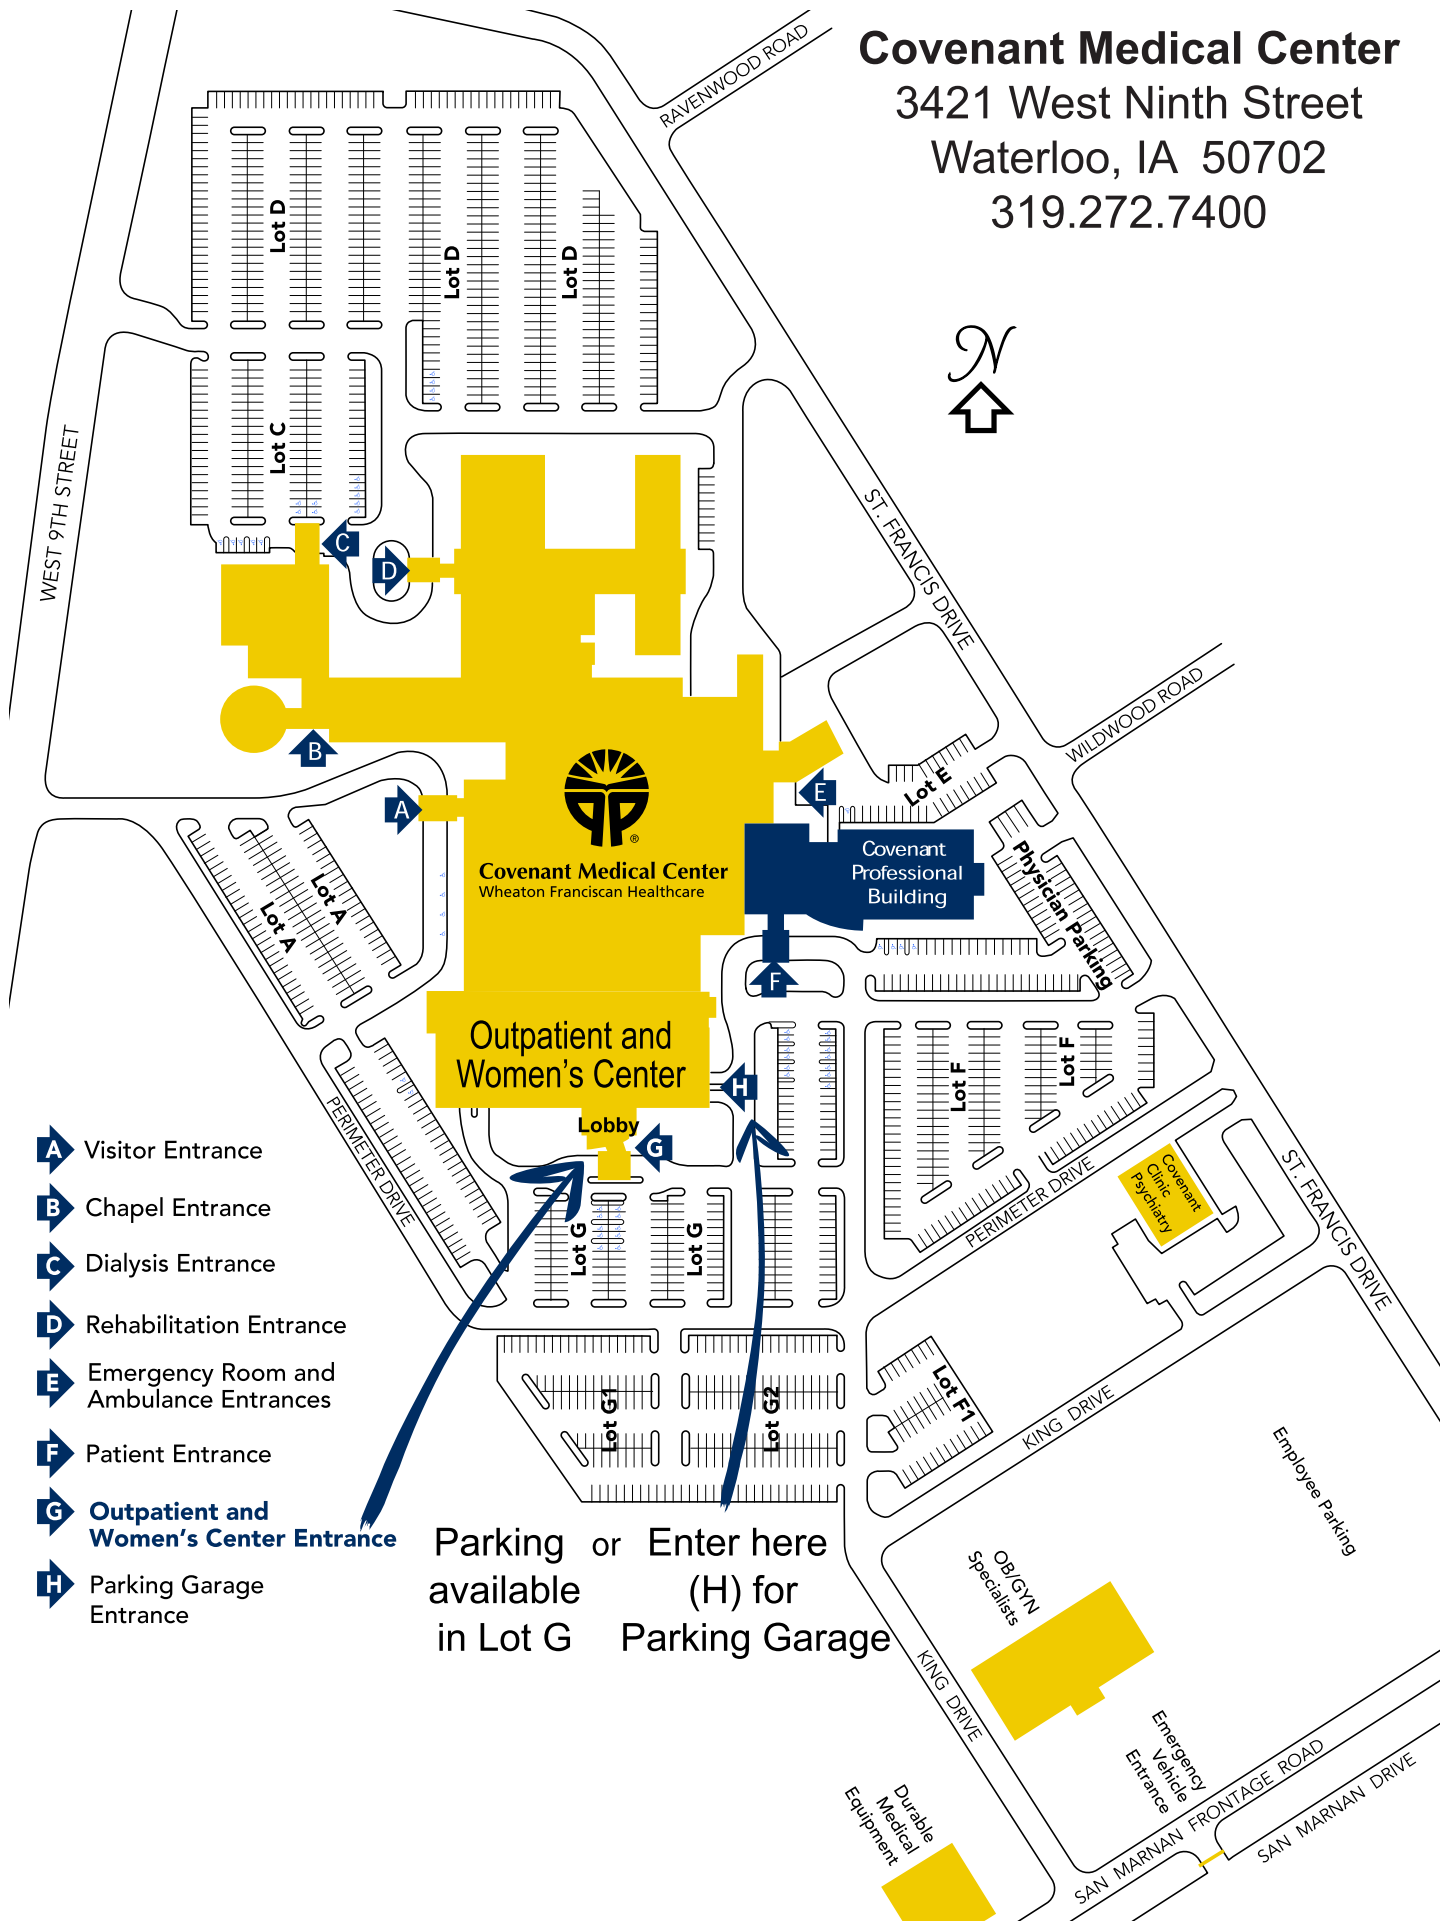 Covenant Medical Center
3421 West Ninth Street
Waterloo, IA  50702
319.272.7400
RAVENWOOD ROAD
N
Lot D
Lot D
Lot D
Lot C
WEST 9TH STREET
ST. FRANCIS DRIVE
WILDWOOD ROAD
C
D
B
A
E
Lot E
Covenant Medical Center
Wheaton Franciscan Healthcare
®
Covenant
Professional
Building
Physician Parking
Lot A
Lot A
F
Outpatient and
Women's Center
H
Lobby
G
Lot F
Lot F
PERIMETER DRIVE
PERIMETER DRIVE
Covenant
Clinic
Psychiatry
ST. FRANCIS DRIVE
Lot G
Lot G
Lot G1
Lot G2
Lot F1
KING DRIVE
Employee Parking
A Visitor Entrance
B Chapel Entrance
C Dialysis Entrance
D Rehabilitation Entrance
E Emergency Room and
Ambulance Entrances
F Patient Entrance
G Outpatient and
Women's Center Entrance
H Parking Garage
Entrance
Parking
available
in Lot G
or
Enter here
(H) for
Parking Garage
OB/GYN
Specialists
KING DRIVE
Emergency
Vehicle
Entrance
Durable
Medical
Equipment
SAN MARNAN FRONTAGE ROAD
SAN MARNAN DRIVE